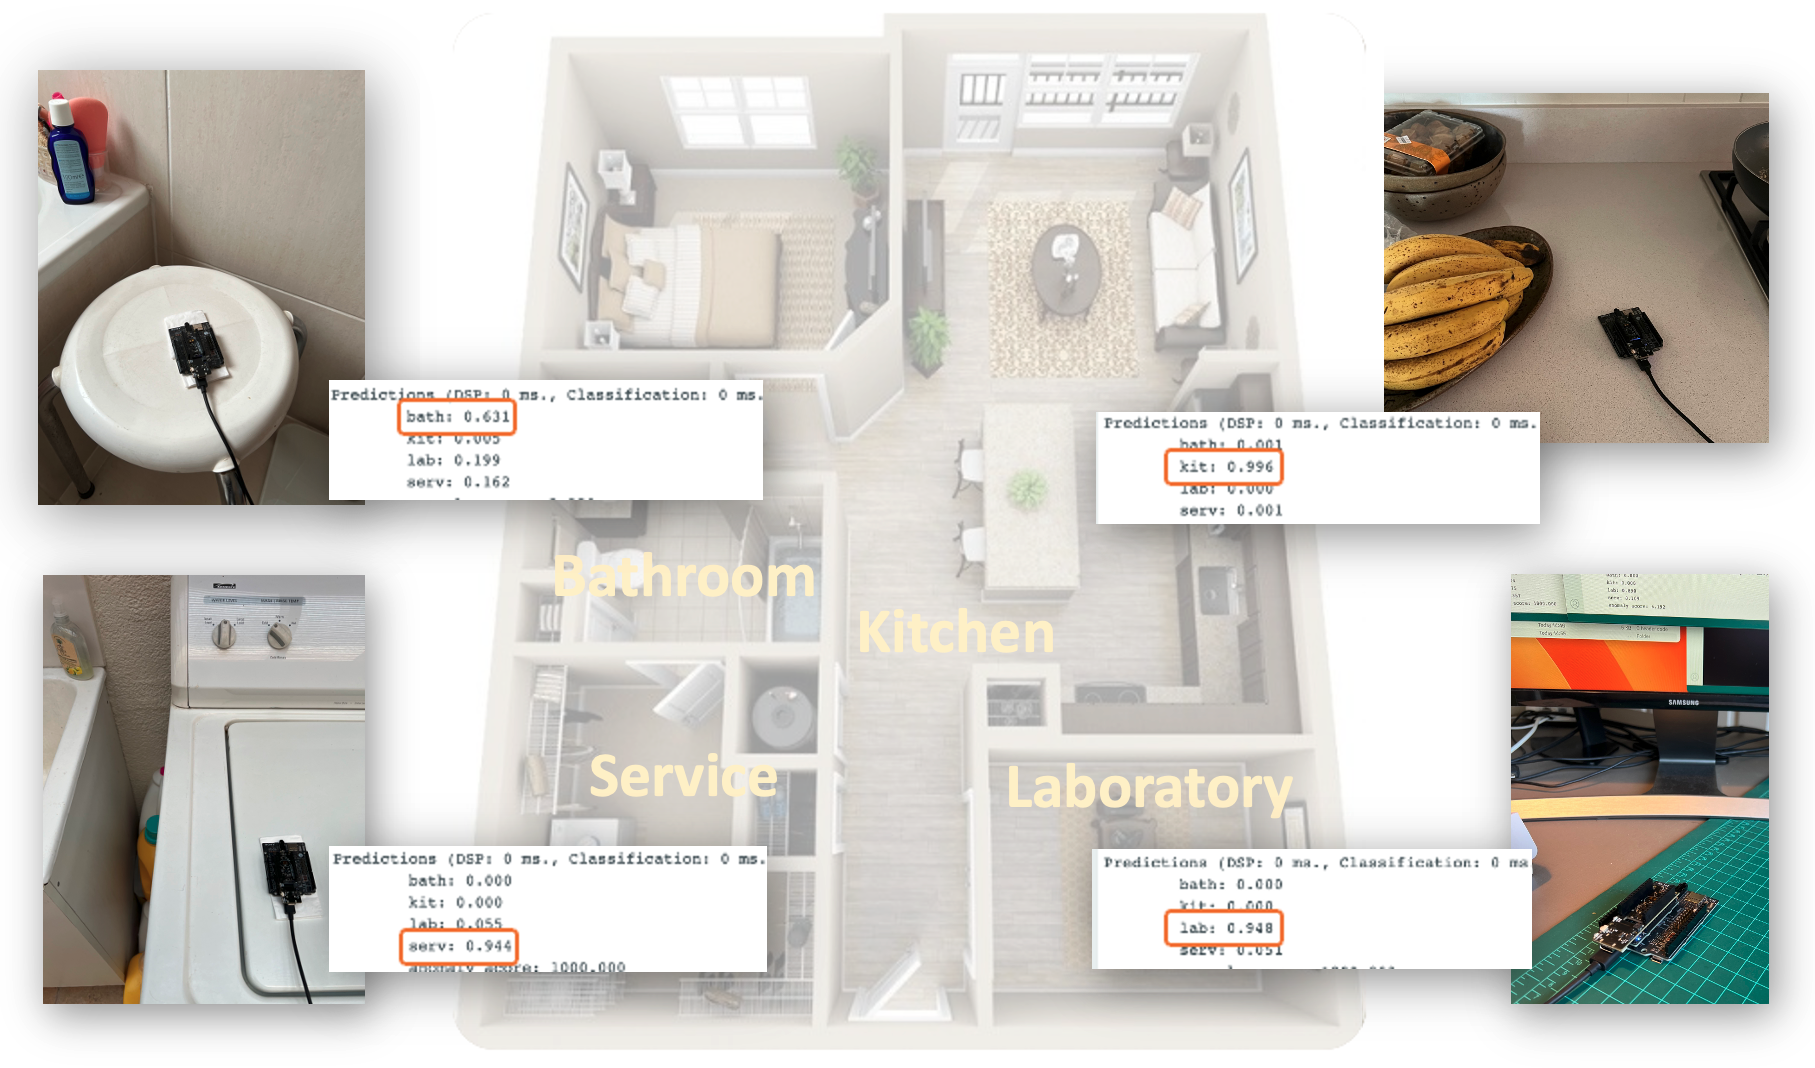 Predictions (DSP: 0 ms., Classification: 0 ms.
bath: 0.631
kit: 0.005
lab: 0.199
serv: 0.162
Predictions (DSP: 0 ms., Classification: 0 ms.
bath: 0.001
kit: 0.996
lab: 0.000
serv: 0.001
Bathroom
Kitchen
Service
Laboratory
Predictions (DSP: 0 ms., Classification: 0 ms.
bath: 0.000
kit: 0.000
lab: 0.055
serv: 0.944
anomaly score: 1000.000
Predictions (DSP: 0 ms., Classification: 0 ms
bath: 0.000
kit: 0.000
lab: 0.948
serv: 0.051
SAMSUNG